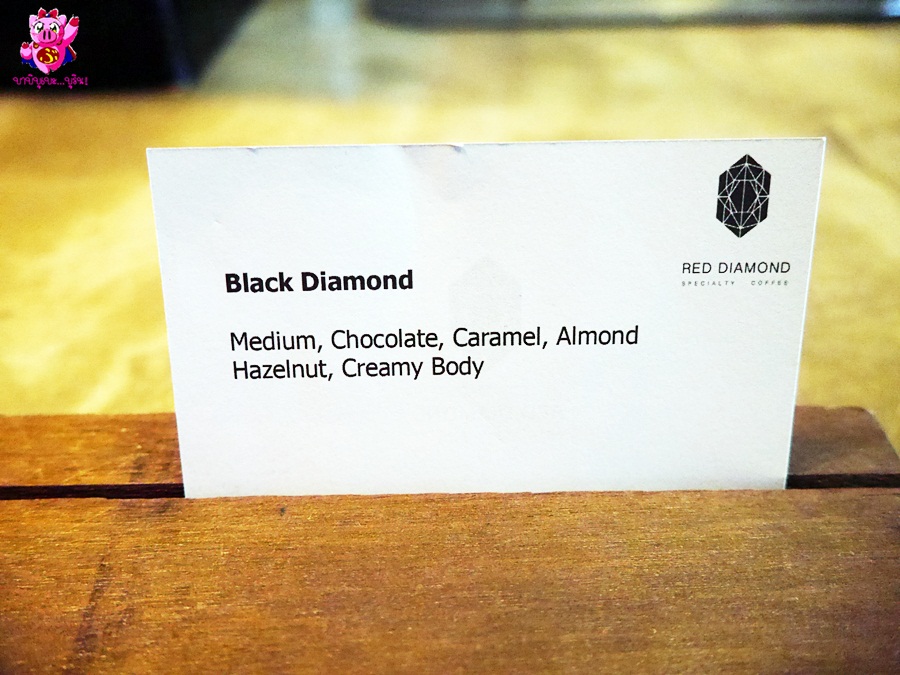 Black Diamond
Medium, Chocolate, Caramel, Almond
Hazelnut, Creamy Body
RED DIAMOND
SPECIALTY COFFEE